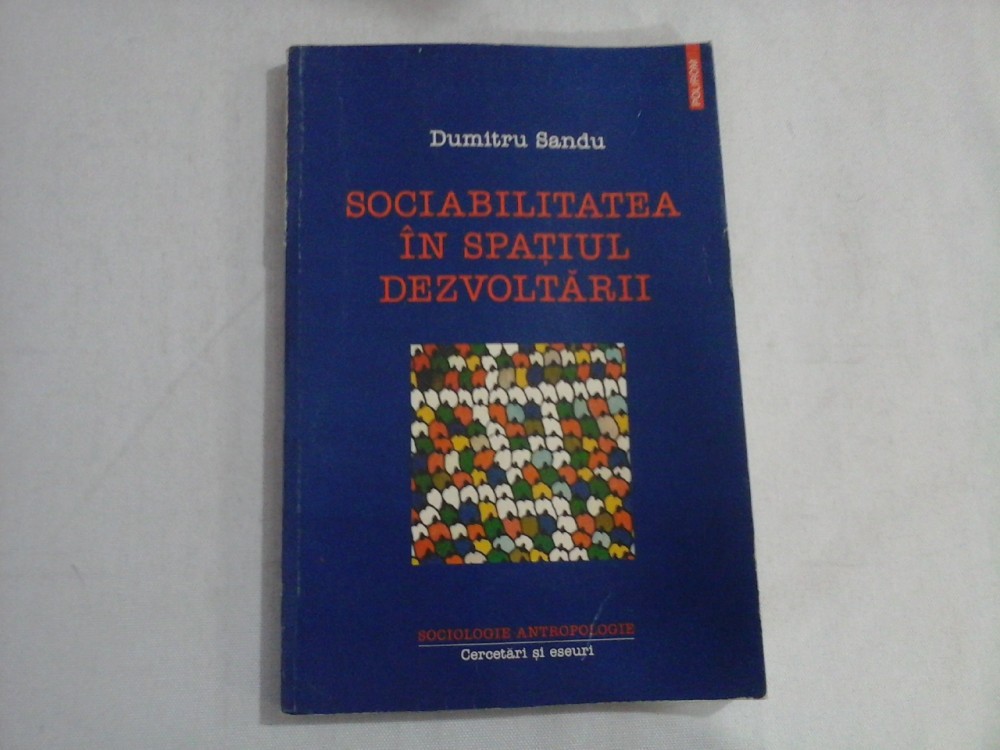 POLIROM
Dumitru Sandu
SOCIABILITATEA
ÎN SPAȚIUL
DEZVOLTĂRII
SOCIOLOGIE ANTROPOLOGIE
Cercetări și eseuri